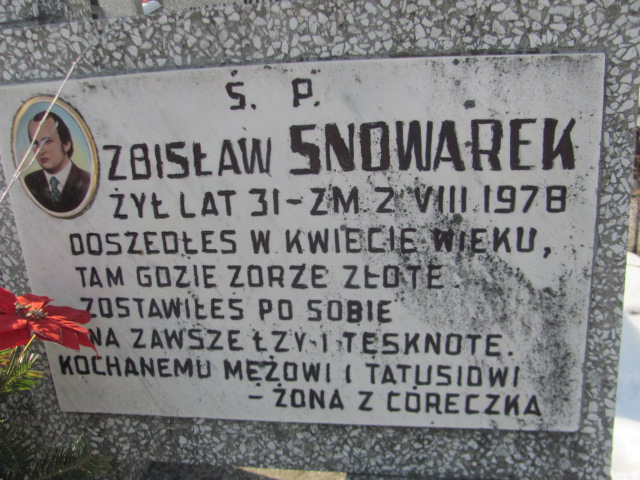 Ś. P.
ZBISŁAW SNOWAREK
ŻYŁ LAT 31 - ZM 2 VIII 1978
DOSZEDŁEŚ W KWIECIE WIEKU,
TAM GDZIE ZORZE ZŁOTE.
ZOSTAWIŁEŚ PO SOBIE
NA ZAWSZE ŁZY I TĘSKNOTE.
KOCHANEMU MĘŻOWI I TATUSIOWI
- ŻONA Z CÓRECZKĄ